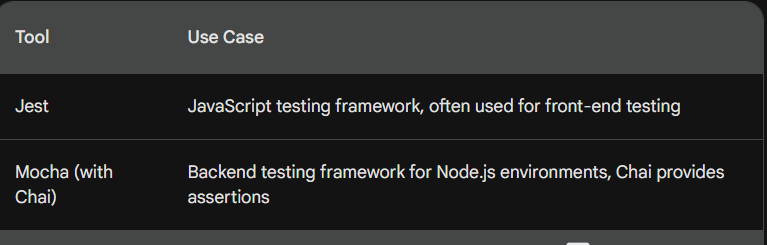 Tool Use Case
Jest JavaScript testing framework, often used for front-end testing
Mocha (with Chai) Backend testing framework for Node.js environments, Chai provides assertions